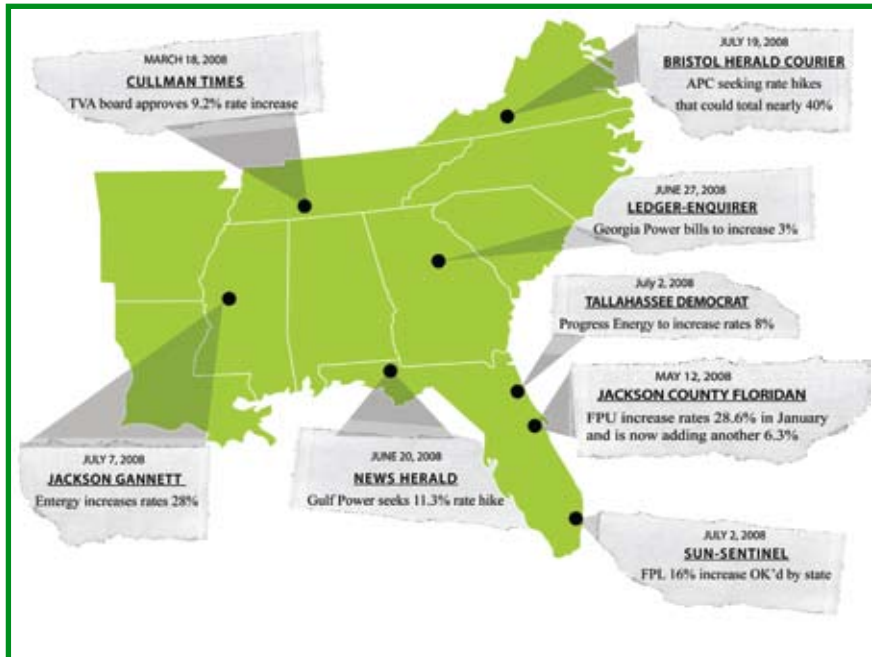 MARCH 18, 2008
CULLMAN TIMES
TVA board approves 9.2% rate increase
JULY 19, 2008
BRISTOL HERALD COURIER
APC seeking rate hikes
that could total nearly 40%
JUNE 27, 2008
LEDGER-ENQUIRER
Georgia Power bills to increase 3%
July 2, 2008
TALLAHASSEE DEMOCRAT
Progress Energy to increase rates 8%
MAY 12, 2008
JACKSON COUNTY FLORIDAN
FPU increase rates 28.6% in January
and is now adding another 6.3%
JULY 7, 2008
JACKSON GANNETT
Entergy increases rates 28%
JUNE 20, 2008
NEWS HERALD
Gulf Power seeks 11.3% rate hike
JULY 2, 2008
SUN-SENTINEL
FPL 16% increase OK'd by state